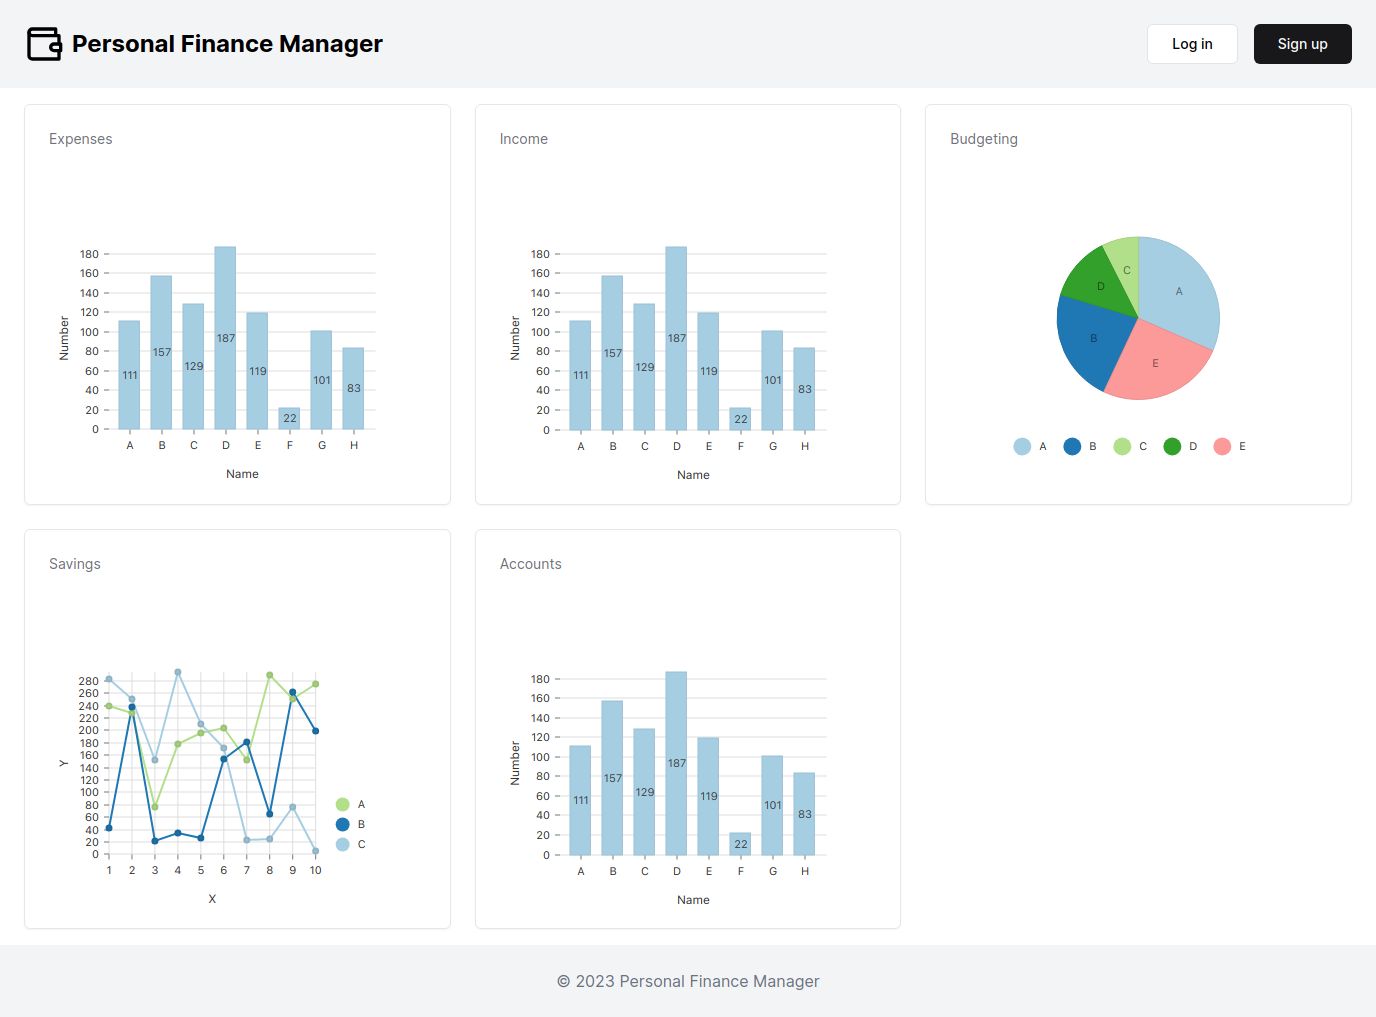 Personal Finance Manager
Log in
Sign up
Expenses
180
160
140
120
100
80
60
40
20
0
Number
111
157
129
187
119
22
101
83
A B C D E F G H
Name
Income
180
160
140
120
100
80
60
40
20
0
Number
111
157
129
187
119
22
101
83
A B C D E F G H
Name
Budgeting
A
B
C
D
E
A B C D E
Savings
280
260
240
220
200
180
160
140
120
100
80
60
40
20
0
Y
1 2 3 4 5 6 7 8 9 10
X
A
B
C
Accounts
180
160
140
120
100
80
60
40
20
0
Number
111
157
129
187
119
22
101
83
A B C D E F G H
Name
© 2023 Personal Finance Manager